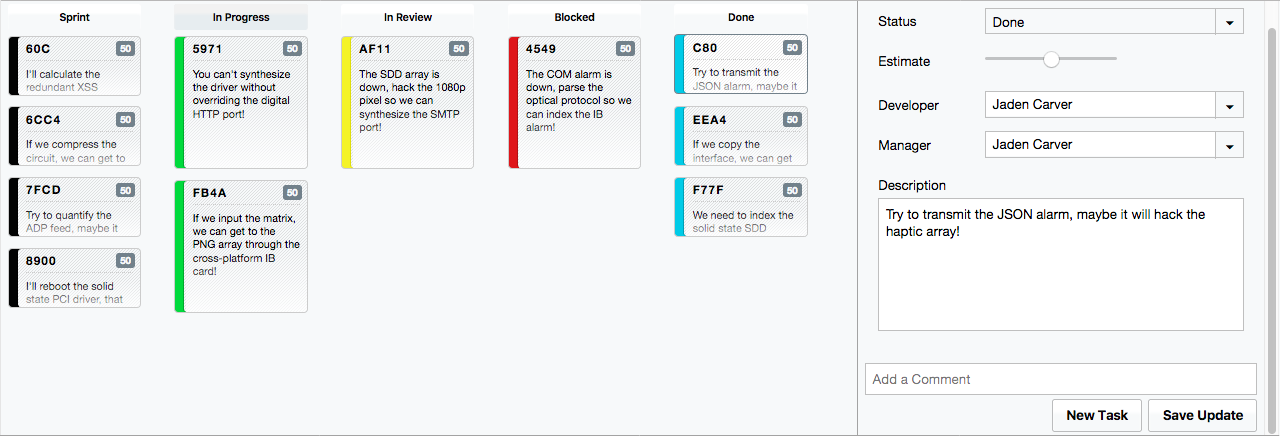 Sprint
60C 50
I'll calculate the
redundant XSS
6CC4 50
If we compress the
circuit, we can get to
7FCD 50
Try to quantify the
ADP feed, maybe it
8900 50
I'll reboot the solid
state PCI driver, that
In Progress
5971 50
You can't synthesize
the driver without
overriding the digital
HTTP port!
FB4A 50
If we input the matrix,
we can get to the
PNG array through the
cross-platform IB
card!
In Review
AF11 50
The SDD array is
down, hack the 1080p
pixel so we can
synthesize the SMTP
port!
Blocked
4549 50
The COM alarm is
down, parse the
optical protocol so we
can index the IB
alarm!
Done
C80 50
Try to transmit the
JSON alarm, maybe it
EEA4 50
If we copy the
interface, we can get
F77F 50
We need to index the
solid state SDD
Status Done
Estimate
Developer Jaden Carver
Manager Jaden Carver
Description
Try to transmit the JSON alarm, maybe it will hack the
haptic array!
Add a Comment
New Task Save Update